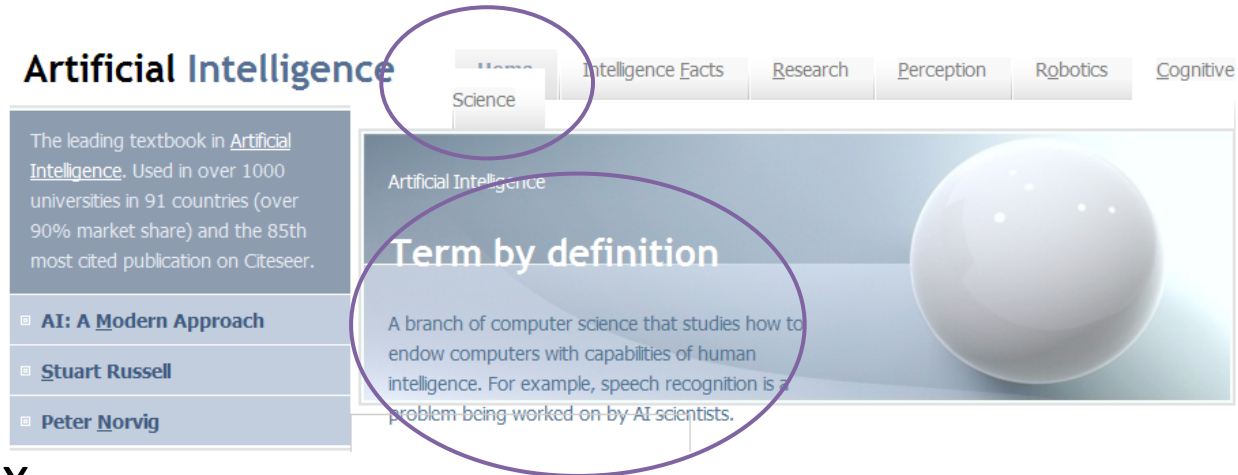 Artificial Intelligence
Home Intelligence Facts Research Perception Robotics Cognitive
Science
The leading textbook in Artificial
Intelligence. Used in over 1000
universities in 91 countries (over
90% market share) and the 85th
most cited publication on Citeseer.
AI: A Modern Approach
Stuart Russell
Peter Norvig
Artificial Intelligence
Term by definition
A branch of computer science that studies how to
endow computers with capabilities of human
intelligence. For example, speech recognition is a
problem being worked on by AI scientists.